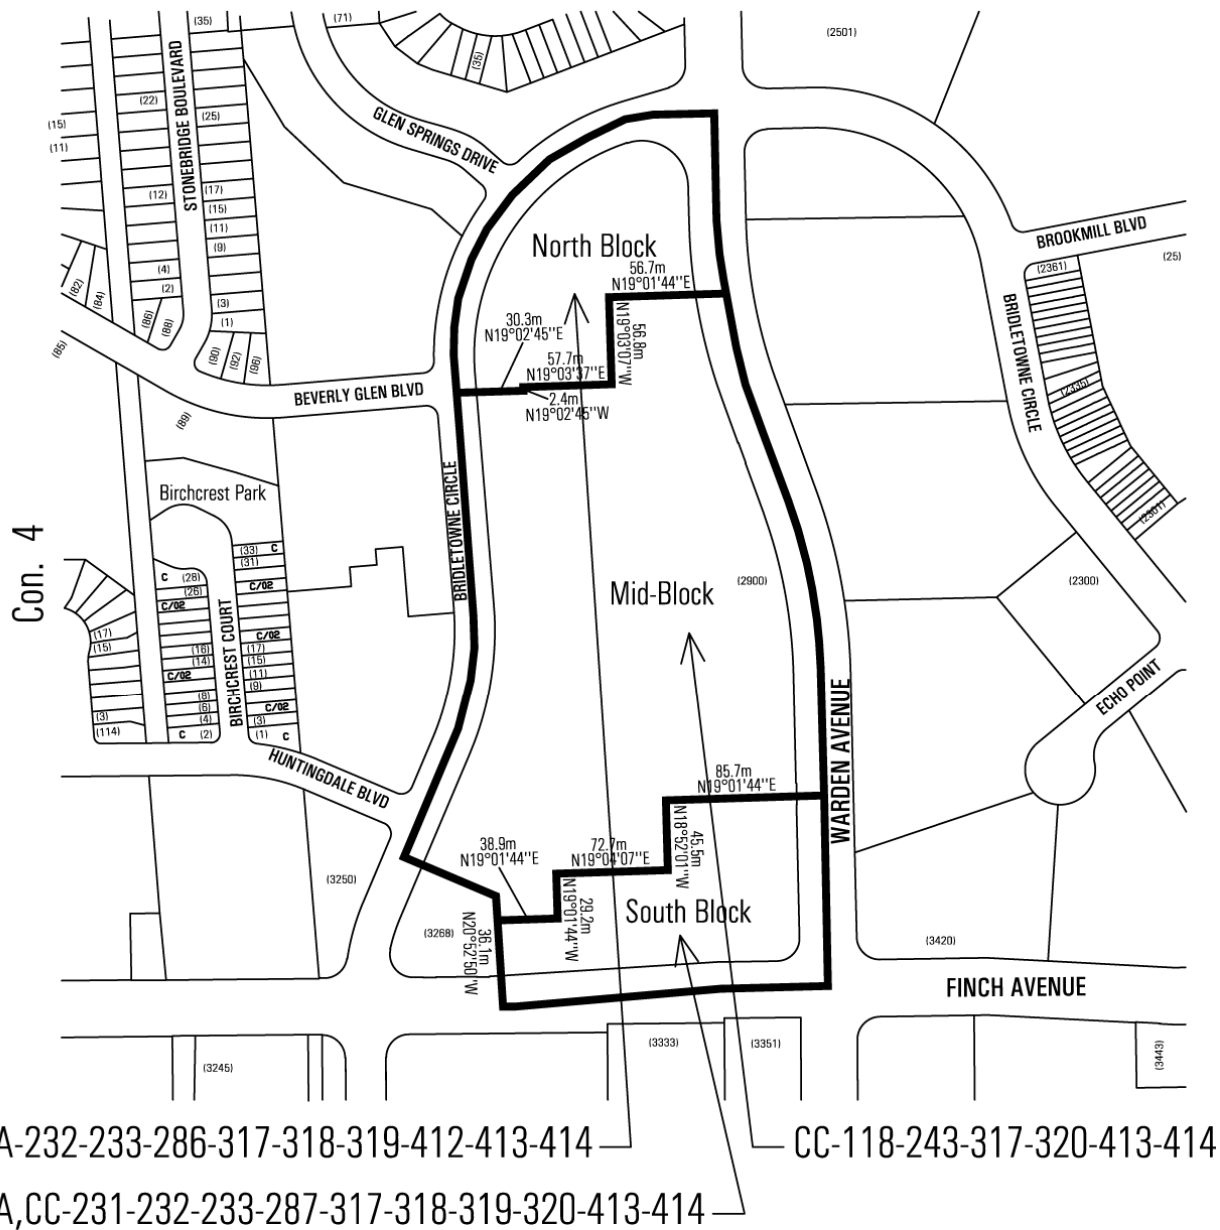 (35)
(71)
(35)
(2501)
(22)
(25)
(15)
(11)
STONEBRIDGE BOULEVARD
GLEN SPRINGS DRIVE
(12)
(17)
(15)
(11)
(9)
BROOKMILL BLVD
(25)
(2361)
North Block
56.7m
N19°01'44"E
(4)
(2)
(82)
(84)
(3)
(1)
(86)
(88)
30.3m
N19°02'45"E
56.8m
N19°03'07"W
BRIDLETOWNE CIRCLE
(85)
(90)
(92)
(96)
57.7m
N19°03'37"E
2.4m
N19°02'45"W
BEVERLY GLEN BLVD
(2335)
(89)
Birchcrest Park
BRIDLETOWNE CIRCLE
(2301)
Con. 4
(33) C
(31)
C (28)
(26)
C/02
C/02
Mid-Block
(2900)
(2300)
(17)
(15)
C/02
(16)
(14)
C/02
(17)
(15)
(11)
(9)
BIRCHCREST COURT
(8)
(6)
(4)
C (2)
C/02
(3)
(1) C
(3)
(114)
ECHO POINT
HUNTINGDALE BLVD
WARDEN AVENUE
85.7m
N19°01'44"E
45.5m
N18°52'01"W
38.9m
N19°01'44"E
72.7m
N19°04'07"E
(3250)
29.2m
N19°01'44"W
South Block
(3268)
36.1m
N20°52'50"W
(3420)
FINCH AVENUE
(3245)
(3333)
(3351)
(3443)
A-232-233-286-317-318-319-412-413-414
CC-118-243-317-320-413-414
A,CC-231-232-233-287-317-318-319-320-413-414